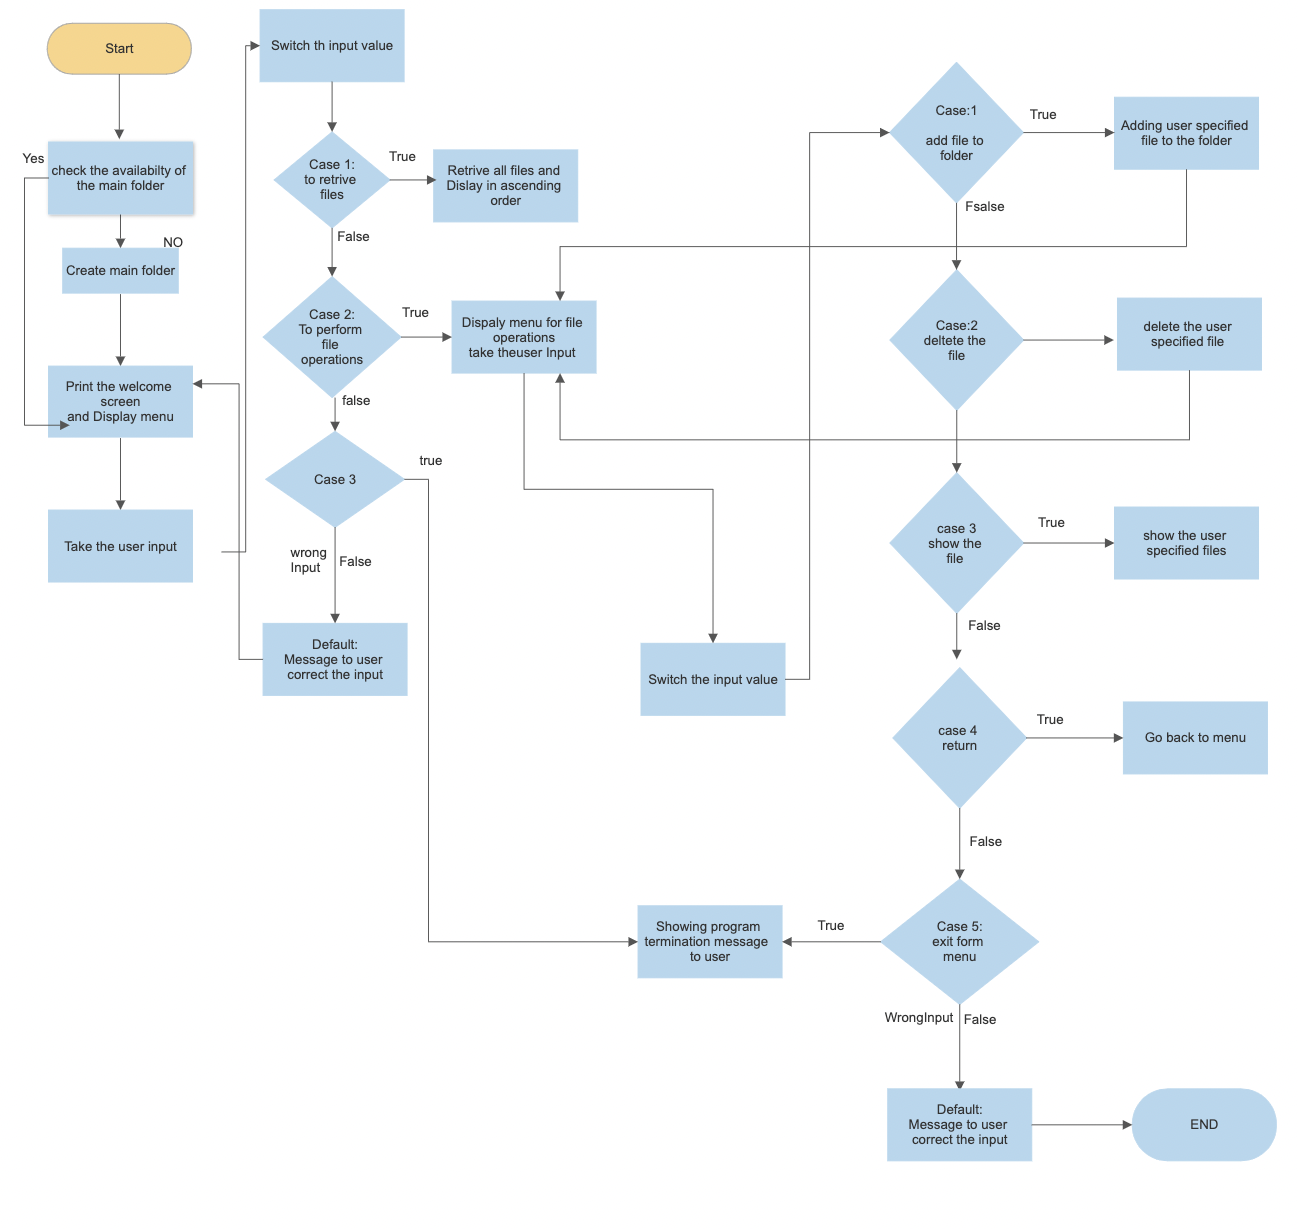 Start
Yes
check the availabilty of
the main folder
NO
Create main folder
Print the welcome
screen
and Display menu
Take the user input
Switch th input value
Case 1:
to retrive
files
True
Retrive all files and
Dislay in ascending
order
False
Case 2:
To perform
file
operations
True
Dispaly menu for file
operations
take theuser Input
false
Case 3
true
wrong
Input
False
Default:
Message to user
correct the input
Switch the input value
Case:1
add file to
folder
True
Adding user specified
file to the folder
Fsalse
Case:2
deltete the
file
delete the user
specified file
case 3
show the
file
True
show the user
specified files
False
case 4
return
True
Go back to menu
False
Case 5:
exit form
menu
True
Showing program
termination message
to user
WrongInput
False
Default:
Message to user
correct the input
END